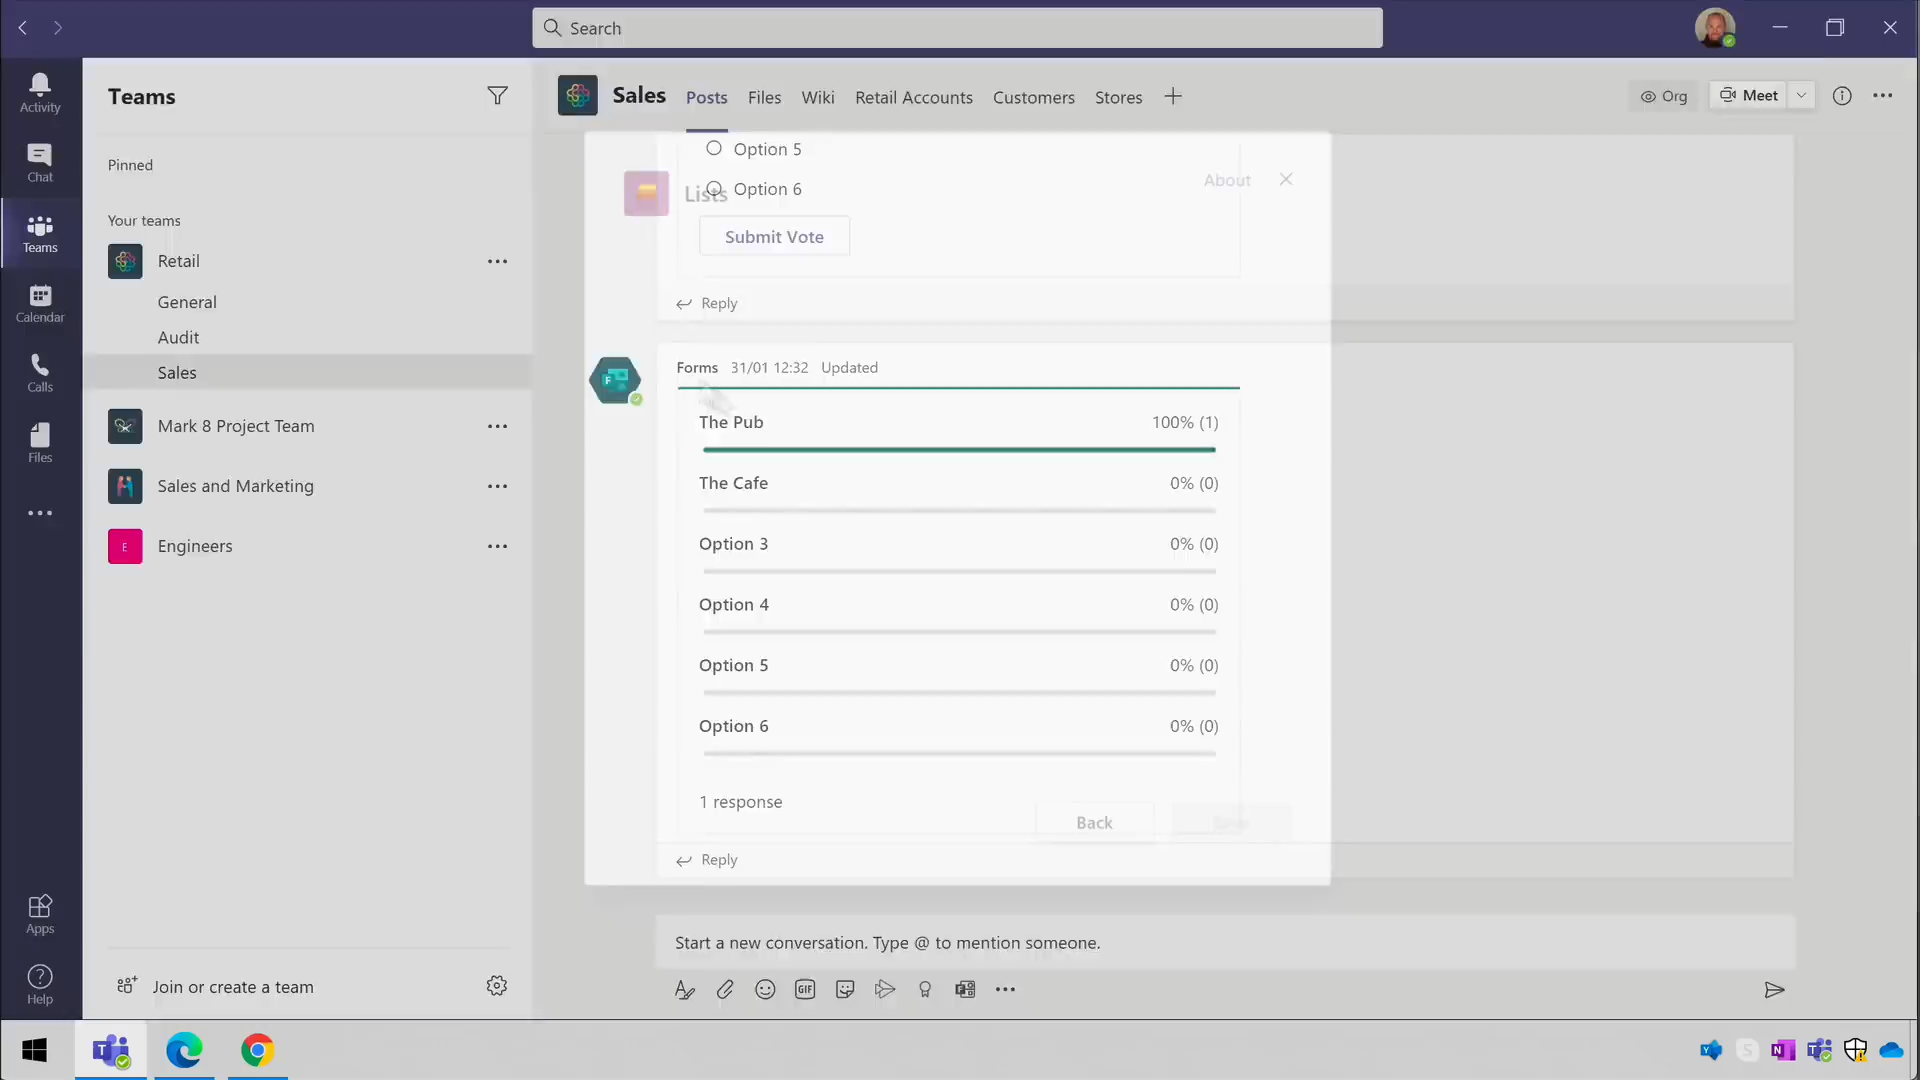 Search
Activity
Chat
Teams
Calendar
Calls
Files
Apps
Help
Teams
Pinned
Your teams
Retail
General
Audit
Sales
Mark 8 Project Team
Sales and Marketing
E
Engineers
Join or create a team
Sales
Posts
Files
Wiki
Retail Accounts
Customers
Stores
Org
Meet
Option 5
Lists
Option 6
About
Submit Vote
Reply
Forms 31/01 12:32 Updated
The Pub 100% (1)
The Cafe 0% (0)
Option 3 0% (0)
Option 4 0% (0)
Option 5 0% (0)
Option 6 0% (0)
1 response
Back
Reply
Start a new conversation. Type @ to mention someone.
GIF